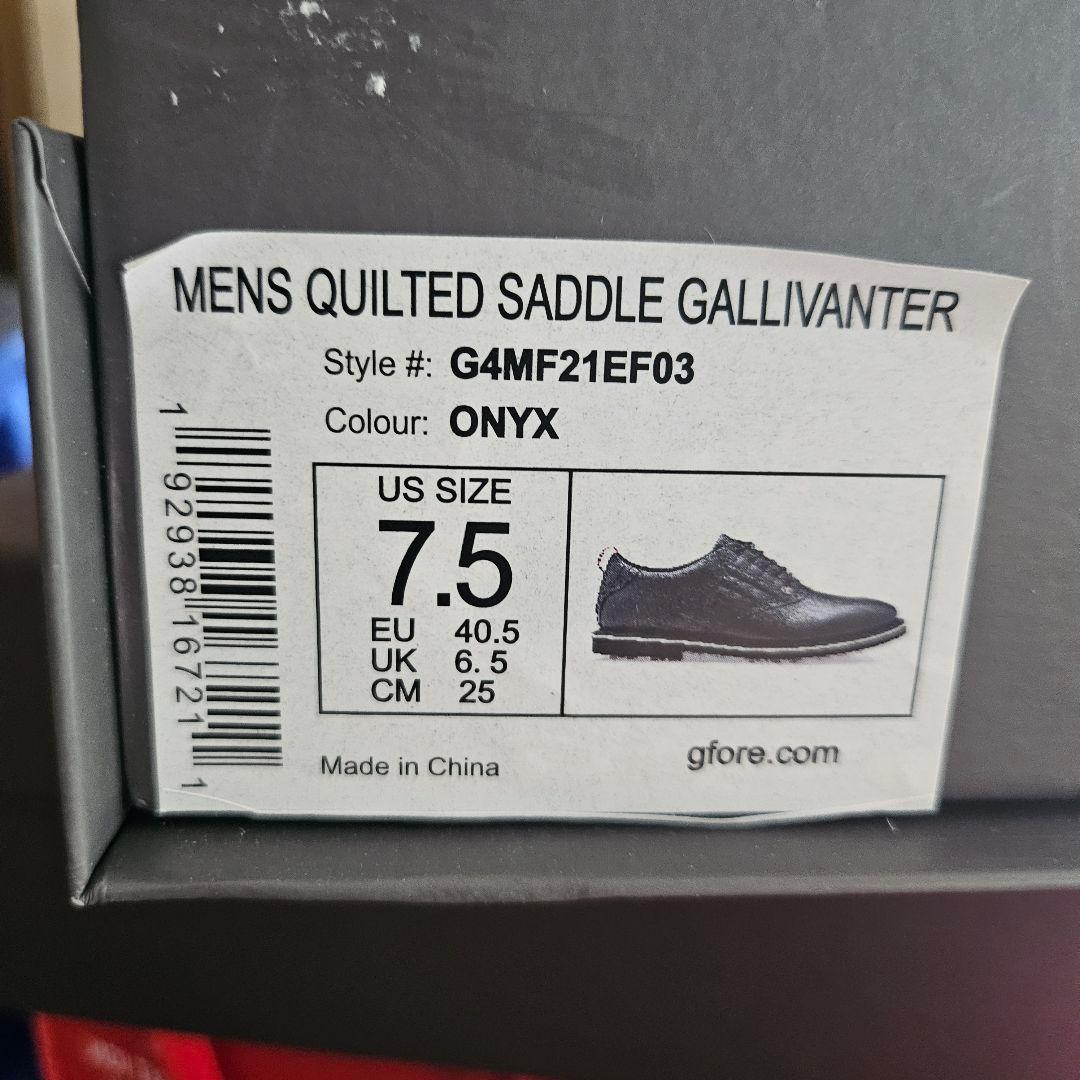 MENS QUILTED SADDLE GALLIVANTER
Style #: G4MF21EF03
Colour: ONYX
1 92938 16721 1
US SIZE
7.5
EU 40.5
UK 6. 5
CM 25
Made in China
gfore.com